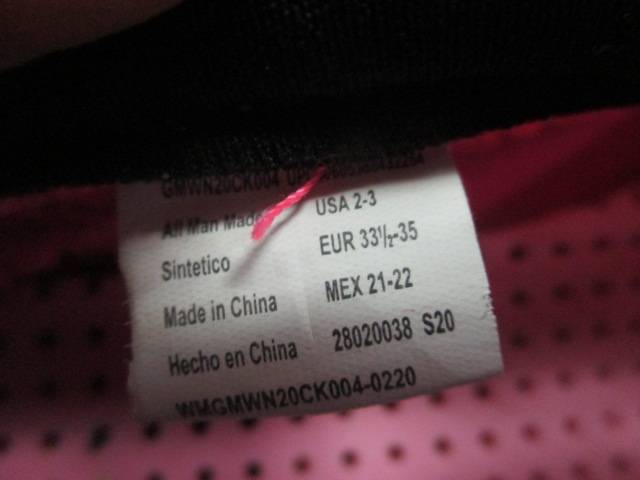 GMWN20CK004
All Man Made
Sintetico
Made in China
Hecho en China
USA 2-3
EUR 33½-35
MEX 21-22
28020038 S20
WMGMWN20CK004-0220